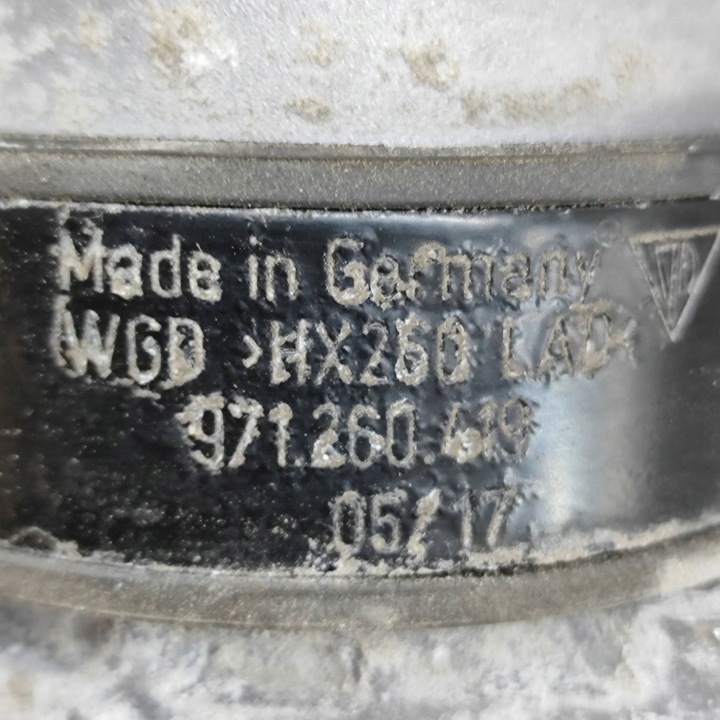 Made in Germany
WGD >HX260 LAD<
971.260.419
05/17